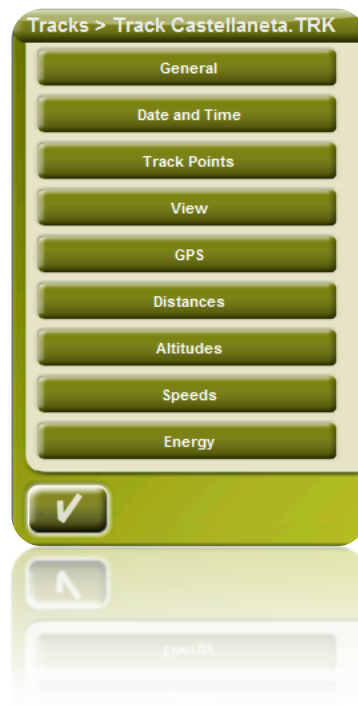 Tracks > Track Castellaneta.TRK
General
Date and Time
Track Points
View
GPS
Distances
Altitudes
Speeds
Energy